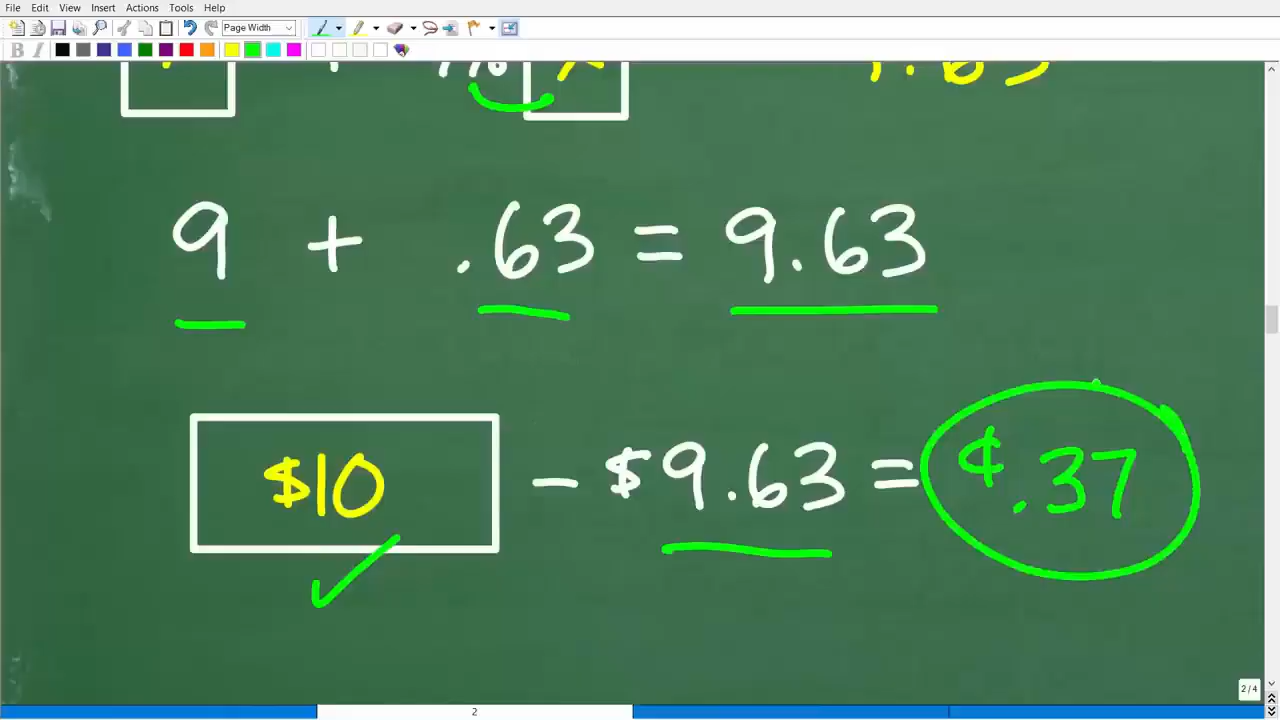 File Edit View Insert Actions Tools Help
Page Width
B I
9 + .63 = 9.63
$10 - $9.63 = $.37
2/4
2